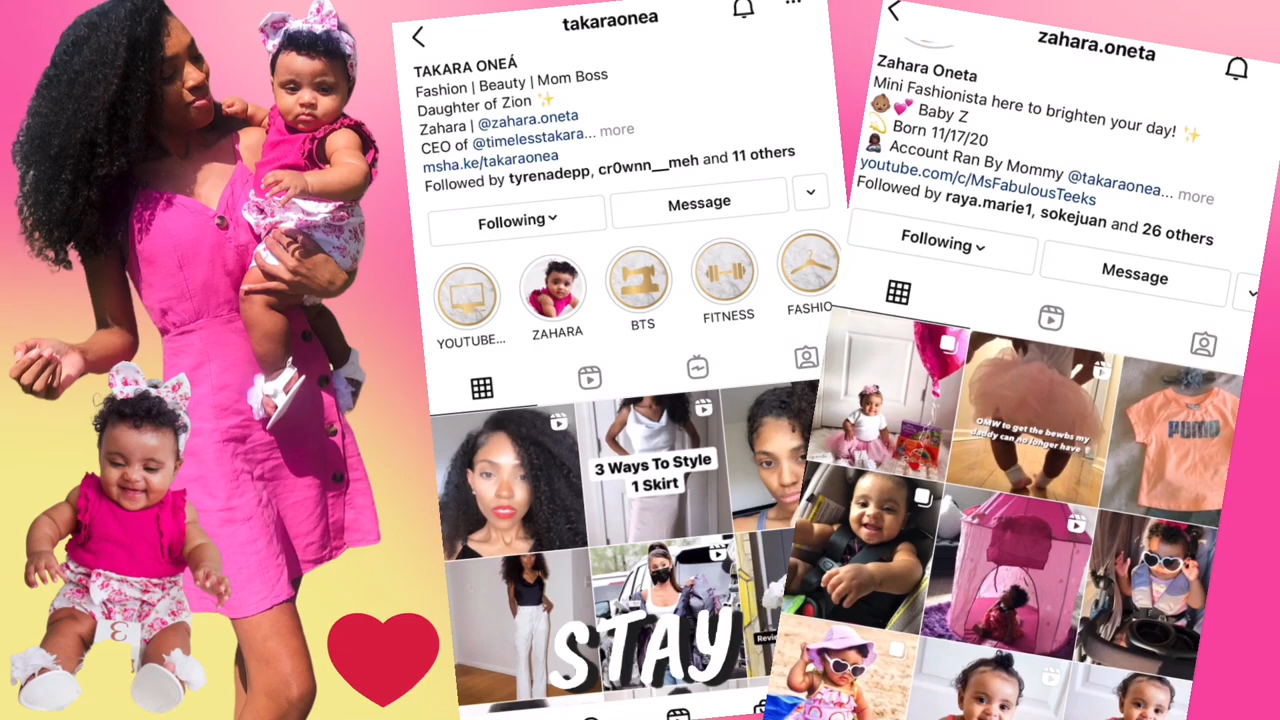 takaraonea
TAKARA ONEÁ
Fashion | Beauty | Mom Boss
Daughter of Zion ✨
Zahara | @zahara.oneta
CEO of @timelesstakara... more
msha.ke/takaraonea
Followed by tyrenadepp, cr0wnn__meh and 11 others
Following
Message
YOUTUBE...
ZAHARA
BTS
FITNESS
FASHIO
3 Ways To Style
1 Skirt
STAY
zahara.oneta
Zahara Oneta
Mini Fashionista here to brighten your day! ✨
👶🏽💕 Baby Z
💫 Born 11/17/20
🤱🏿 Account Ran By Mommy @takaraonea... more
youtube.com/c/MsFabulousTeeks
Followed by raya.marie1, sokejuan and 26 others
Following
Message
OMW to get the bewbs my
daddy can no longer have
PUMA